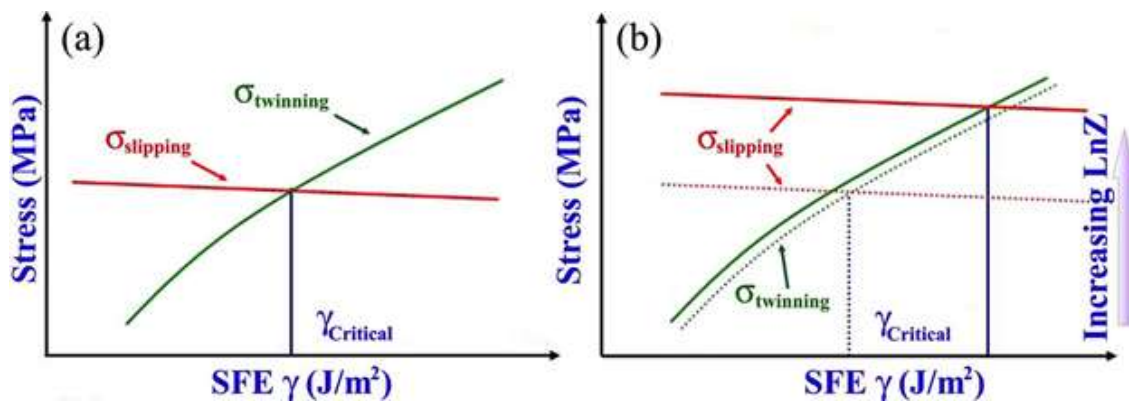 (a)
Stress (MPa)
σtwinning
σslipping
γCritical
SFE γ (J/m²)
(b)
Stress (MPa)
σslipping
σtwinning
γCritical
SFE γ (J/m²)
Increasing LnZ